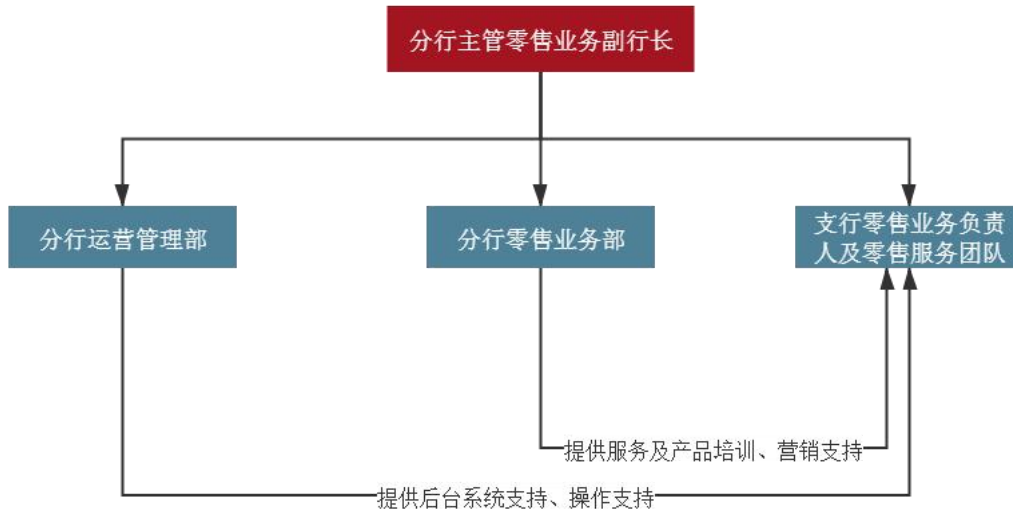 分行主管零售业务副行长
分行运营管理部
分行零售业务部
支行零售业务负责
人及零售服务团队
提供服务及产品培训、营销支持
提供后台系统支持、操作支持